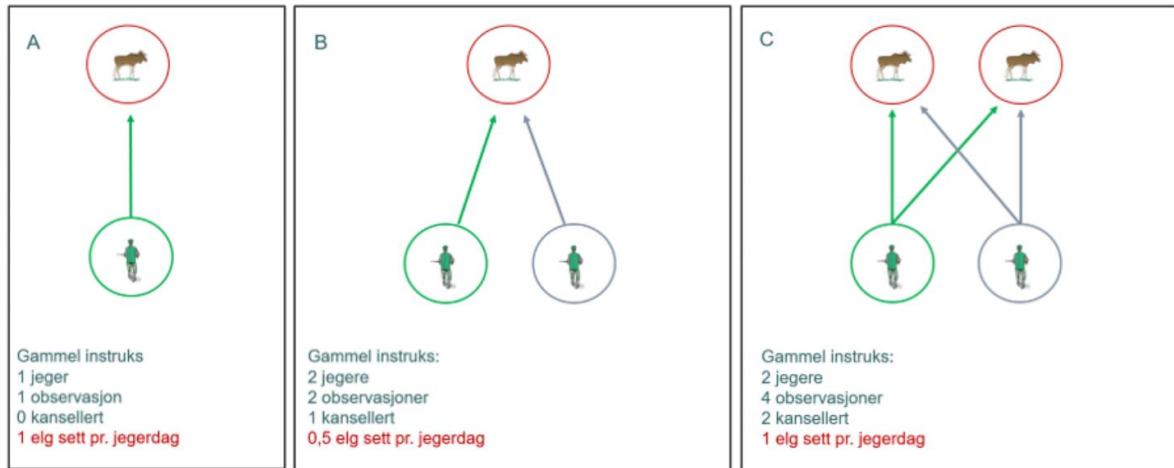 A
Gammel instruks
1 jeger
1 observasjon
0 kansellert
1 elg sett pr. jegerdag
B
Gammel instruks:
2 jegere
2 observasjoner
1 kansellert
0,5 elg sett pr. jegerdag
C
Gammel instruks:
2 jegere
4 observasjoner
2 kansellert
1 elg sett pr. jegerdag